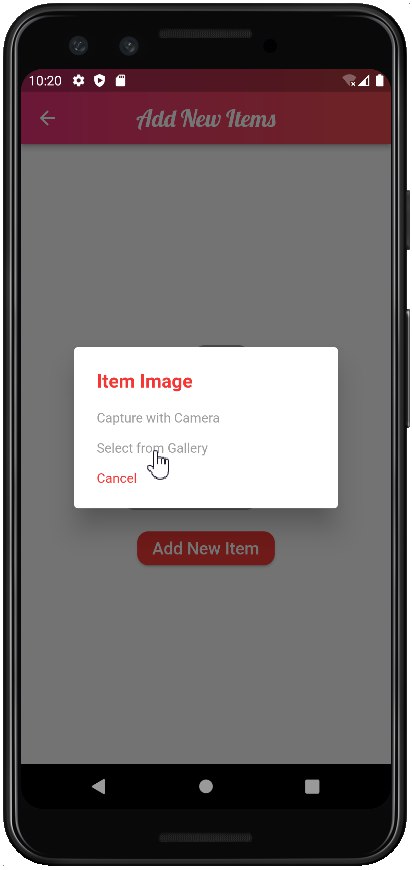 10:20
Add New Items
Item Image
Capture with Camera
Select from Gallery
Cancel
Add New Item